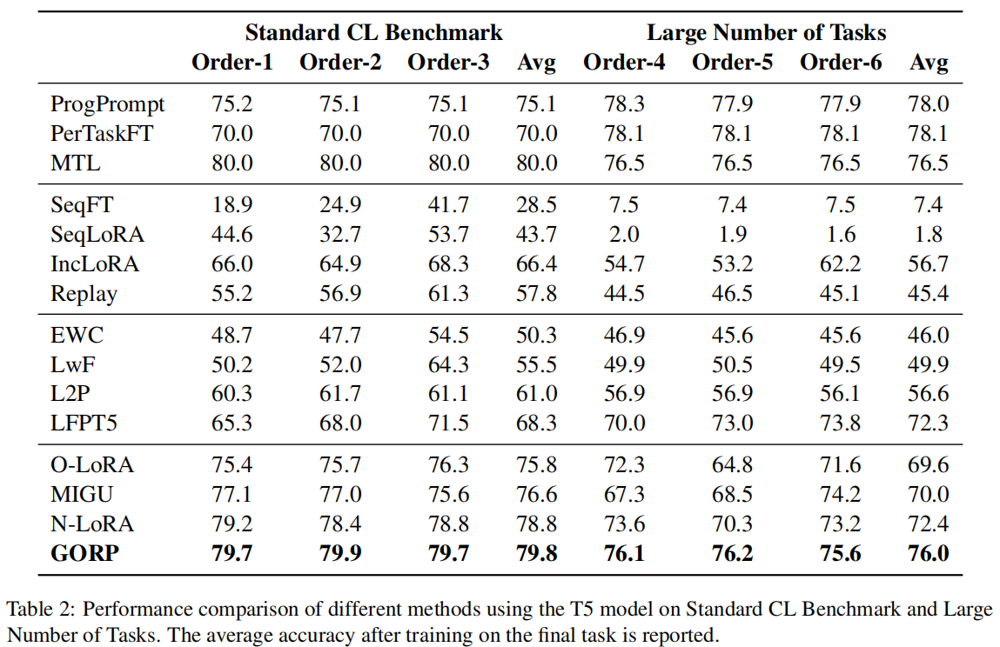 Standard CL Benchmark Large Number of Tasks
Order-1 Order-2 Order-3 Avg Order-4 Order-5 Order-6 Avg
ProgPrompt 75.2 75.1 75.1 75.1 78.3 77.9 77.9 78.0
PerTaskFT 70.0 70.0 70.0 70.0 78.1 78.1 78.1 78.1
MTL 80.0 80.0 80.0 80.0 76.5 76.5 76.5 76.5
SeqFT 18.9 24.9 41.7 28.5 7.5 7.4 7.5 7.4
SeqLoRA 44.6 32.7 53.7 43.7 2.0 1.9 1.6 1.8
IncLoRA 66.0 64.9 68.3 66.4 54.7 53.2 62.2 56.7
Replay 55.2 56.9 61.3 57.8 44.5 46.5 45.1 45.4
EWC 48.7 47.7 54.5 50.3 46.9 45.6 45.6 46.0
LwF 50.2 52.0 64.3 55.5 49.9 50.5 49.5 49.9
L2P 60.3 61.7 61.1 61.0 56.9 56.9 56.1 56.6
LFPT5 65.3 68.0 71.5 68.3 70.0 73.0 73.8 72.3
O-LoRA 75.4 75.7 76.3 75.8 72.3 64.8 71.6 69.6
MIGU 77.1 77.0 75.6 76.6 67.3 68.5 74.2 70.0
N-LoRA 79.2 78.4 78.8 78.8 73.6 70.3 73.2 72.4
GORP 79.7 79.9 79.7 79.8 76.1 76.2 75.6 76.0
Table 2: Performance comparison of different methods using the T5 model on Standard CL Benchmark and Large
Number of Tasks. The average accuracy after training on the final task is reported.